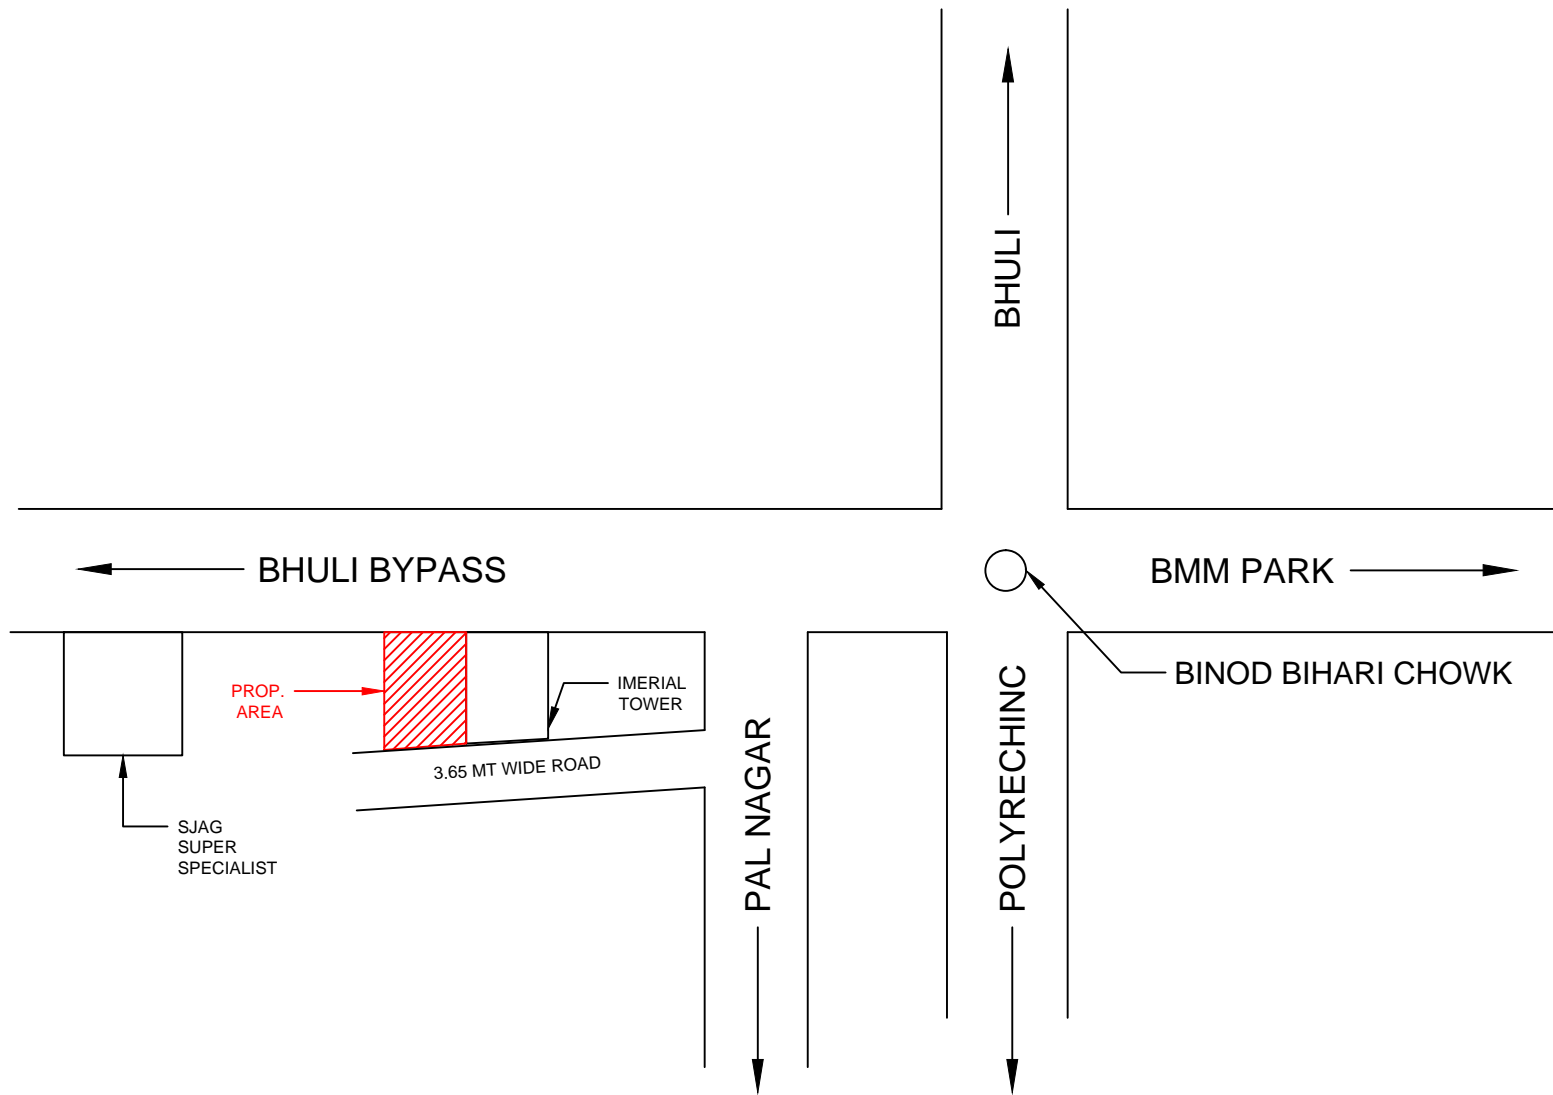 BHULI
BHULI BYPASS
BMM PARK
BINOD BIHARI CHOWK
PROP.
AREA
IMERIAL
TOWER
3.65 MT WIDE ROAD
SJAG
SUPER
SPECIALIST
PAL NAGAR
POLYRECHINC